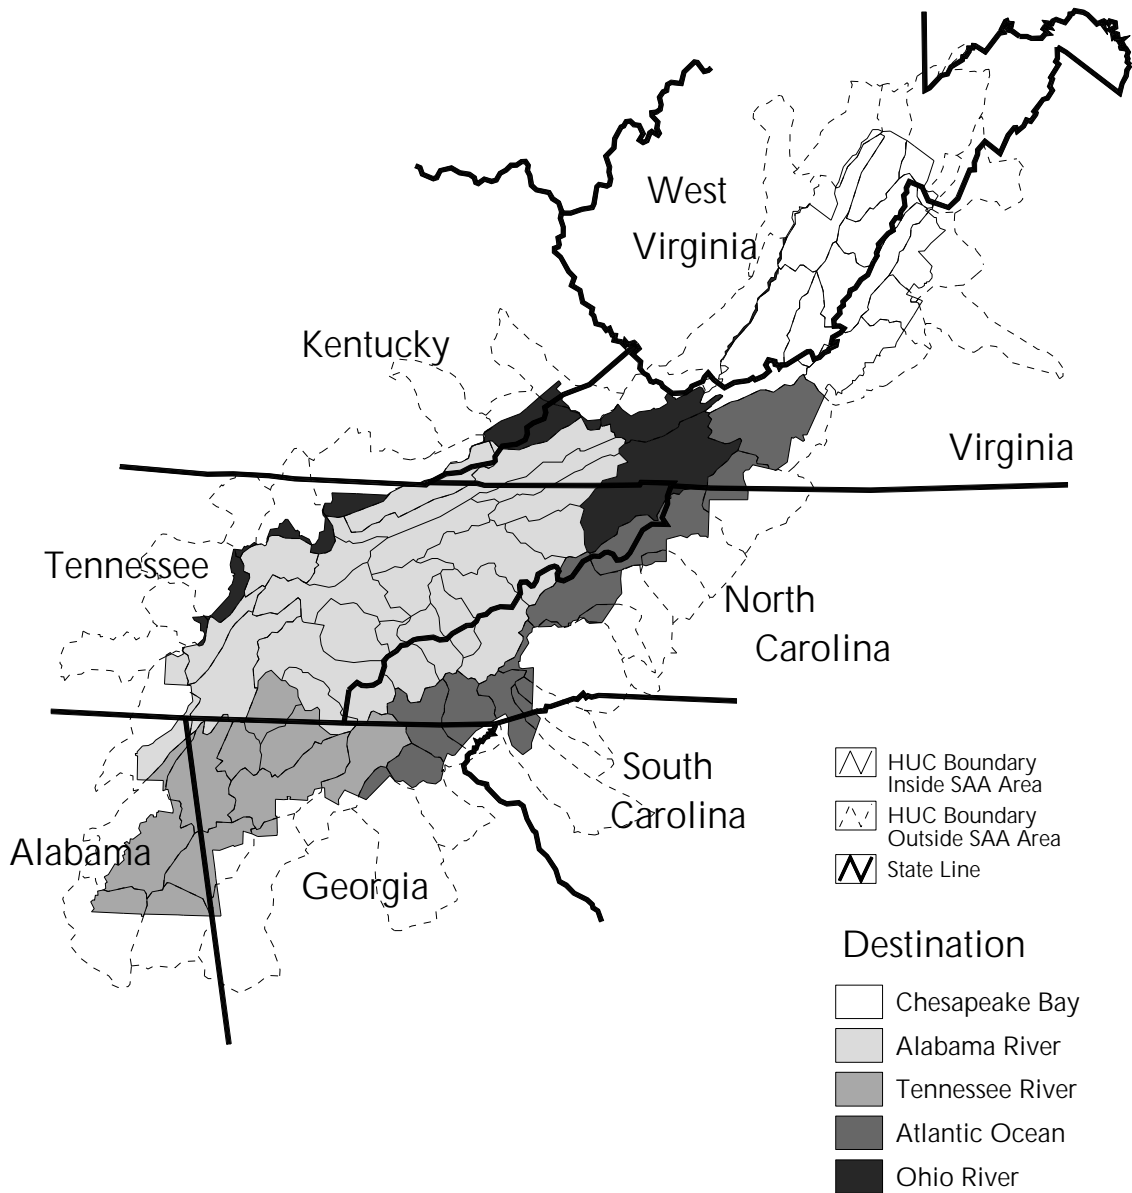 West
Virginia
Kentucky
Virginia
Tennessee
North
Carolina
South
Carolina
Alabama
Georgia
HUC Boundary
Inside SAA Area
HUC Boundary
Outside SAA Area
State Line
Destination
Chesapeake Bay
Alabama River
Tennessee River
Atlantic Ocean
Ohio River